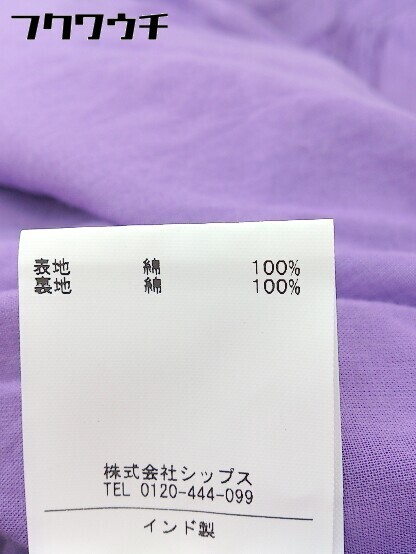 フクワウチ
表地 綿 100%
裏地 綿 100%
株式会社シップス
TEL 0120-444-099
インド製